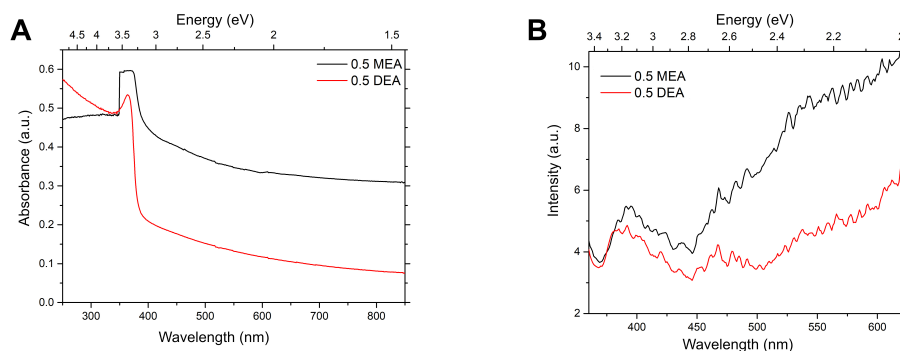 A
Energy (eV)
4.5 4 3.5 3 2.5 2 1.5
0.6
0.5
0.4
0.3
0.2
0.1
0.0
Absorbance (a.u.)
0.5 MEA
0.5 DEA
300 400 500 600 700 800
Wavelength (nm)
B
Energy (eV)
3.4 3.2 3 2.8 2.6 2.4 2.2 2
10
8
6
4
2
Intensity (a.u.)
0.5 MEA
0.5 DEA
400 450 500 550 600
Wavelength (nm)